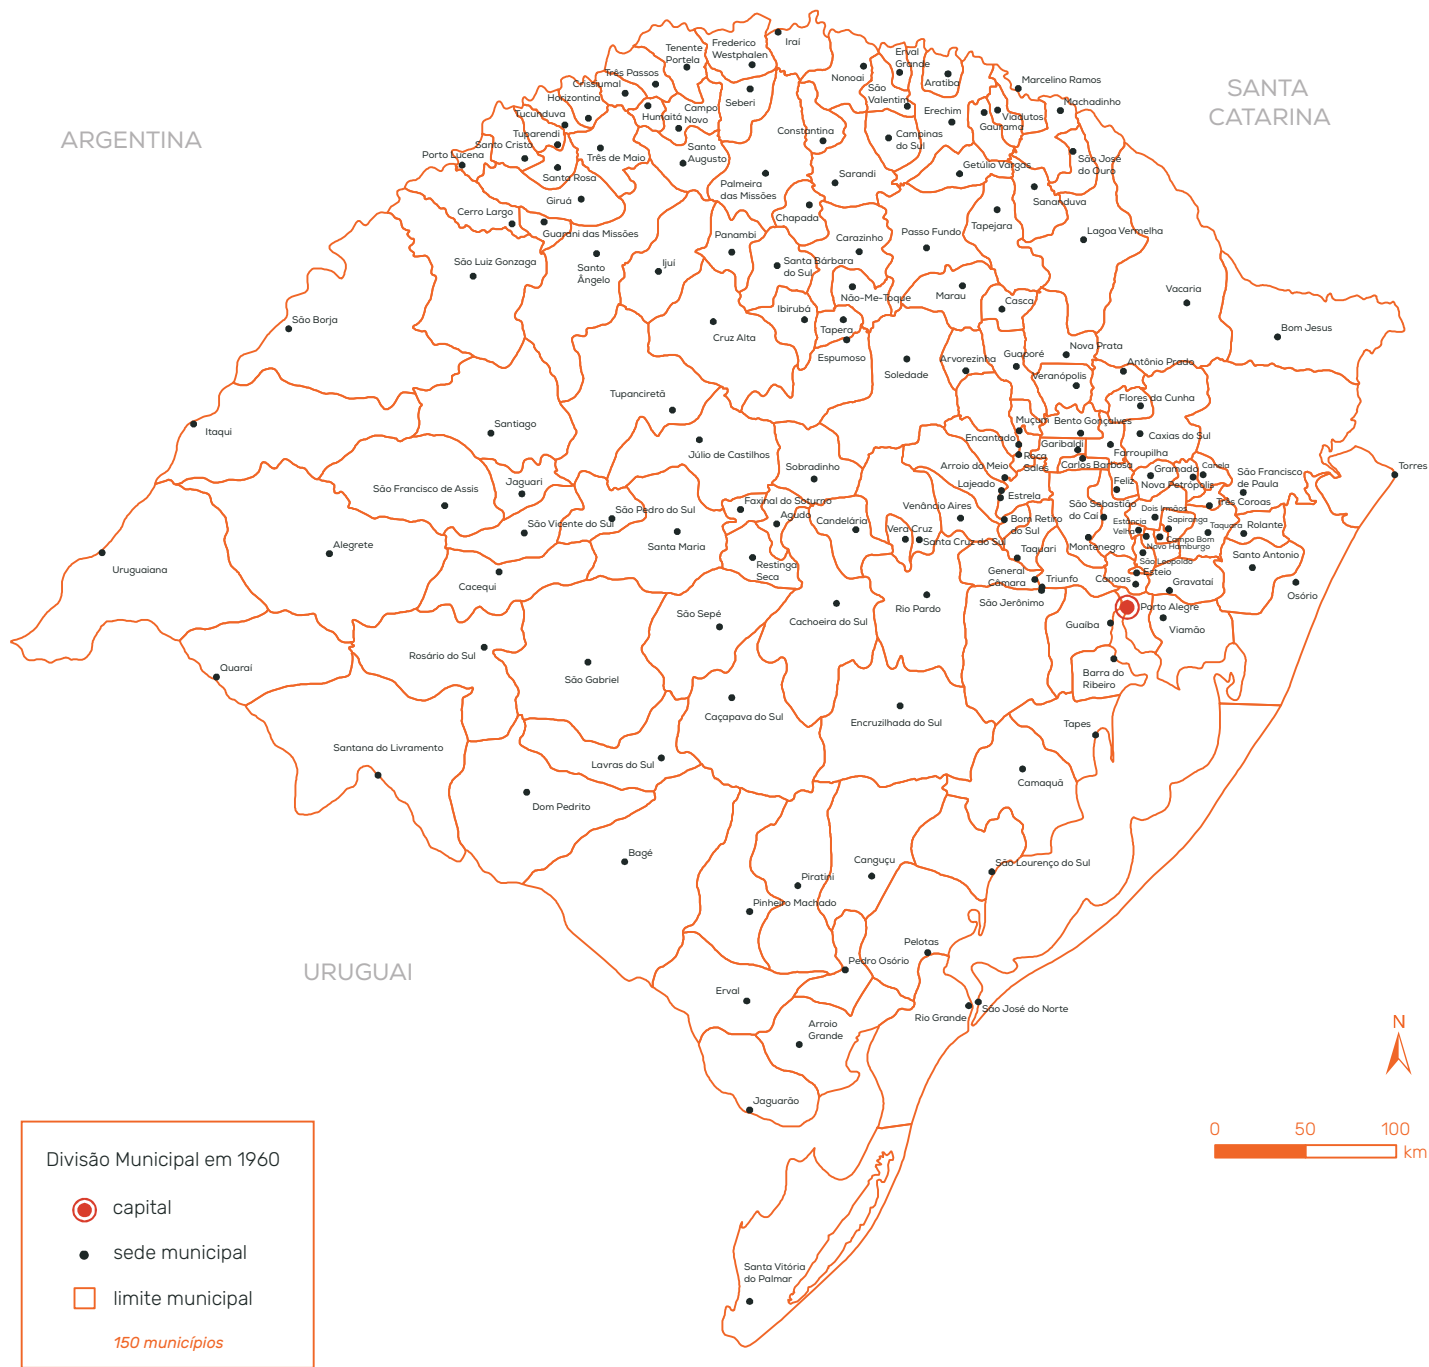 Iraí
Frederico
Westphalen
Tenente
Portela
Erval
Grande
Nonoai
Aratiba
SANTA
CATARINA
Três Passos
Crissiumal
Horizontina
Tucunduva
Tuparendi
Santo Cristo
Porto Lucena
Humaitá
Campo
Novo
Seberi
São
Valentim
Marcelino Ramos
Machadinho
Viadutos
Gaurama
Erechim
Constantina
Campinas
do Sul
ARGENTINA
Três de Maio
Santo
Augusto
Santa Rosa
Giruá
Palmeira
das Missões
Sarandi
Getúlio Vargas
São José
do Ouro
Sananduva
Cerro Largo
Guarani das Missões
Chapada
Tapejara
Lagoa Vermelha
Passo Fundo
Carazinho
Panambi
São Luiz Gonzaga
Santo
Ângelo
Ijuí
Santa Bárbara
do Sul
Não-Me-Toque
Marau
Casca
Vacaria
São Borja
Cruz Alta
Ibirubá
Tapera
Espumoso
Bom Jesus
Soledade
Arvorezinha
Guaporé
Nova Prata
Antônio Prado
Veranópolis
Tupanciretã
Flores da Cunha
Itaqui
Santiago
Júlio de Castilhos
Muçum
Encantado
Bento Gonçalves
Garibaldi
Caxias do Sul
Farroupilha
Roca
Sales
Carlos Barbosa
Sobradinho
Arroio do Meio
Lajeado
Estrela
Feliz
Gramado
Canela
Nova Petrópolis
São Francisco
de Paula
Torres
Jaguari
São Francisco de Assis
São Pedro do Sul
São Vicente do Sul
Faxinal do Soturno
Agudo
Candelária
Venâncio Aires
Vera Cruz
Santa Cruz do Sul
Bom Retiro
do Sul
São Sebastião
do Caí
Dois Irmãos
Três Coroas
Estância
Velha
Sapiranga
Taquara
Rolante
Campo Bom
Novo Hamburgo
Montenegro
São Leopoldo
Santo Antonio
Alegrete
Santa Maria
Restinga
Seca
Taquari
Uruguaiana
Cacequi
General
Câmara
Triunfo
São Jerônimo
Canoas
Esteio
Gravataí
Osório
São Sepé
Cachoeira do Sul
Rio Pardo
Porto Alegre
Guaíba
Viamão
Quaraí
Rosário do Sul
São Gabriel
Barra do
Ribeiro
Caçapava do Sul
Encruzilhada do Sul
Tapes
Santana do Livramento
Lavras do Sul
Camaquã
Dom Pedrito
Bagé
Canguçu
São Lourenço do Sul
Piratini
Pinheiro Machado
Pelotas
Pedro Osório
URUGUAI
Erval
Rio Grande
São José do Norte
Arroio
Grande
Jaguarão
N
0 50 100
km
Santa Vitória
do Palmar
Divisão Municipal em 1960
capital
sede municipal
limite municipal
150 municípios